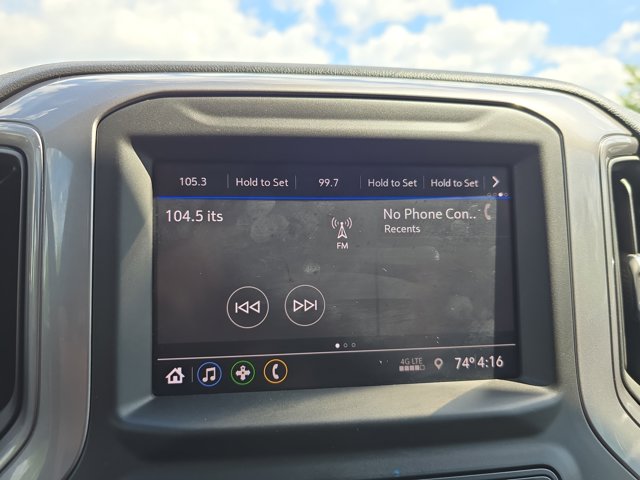 105.3 Hold to Set 99.7 Hold to Set Hold to Set
104.5 its
FM
No Phone Con..
Recents
4G LTE 74° 4:16